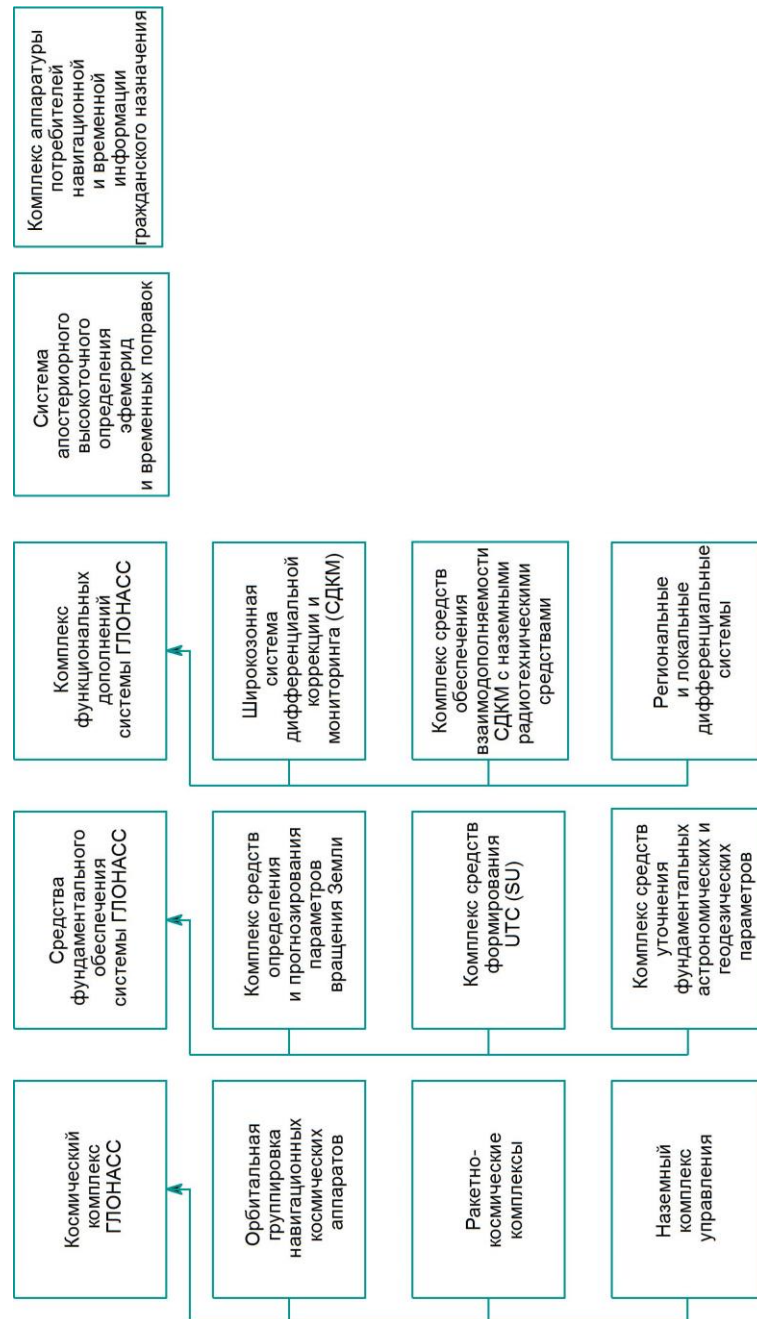 Космический
комплекс
ГЛОНАСС
Средства
фундаментального
обеспечения
системы ГЛОНАСС
Комплекс
функциональных
дополнений
системы ГЛОНАСС
Система
апостериорного
высокоточного
определения
эфемерид
и временных поправок
Комплекс аппаратуры
потребителей
навигационной
и временной
информации
гражданского назначения
Орбитальная
группировка
навигационных
космических
аппаратов
Комплекс средств
определения
и прогнозирования
параметров
вращения Земли
Широкозонная
система
дифференциальной
коррекции и
мониторинга (СДКМ)
Ракетно-
космические
комплексы
Комплекс средств
формирования
UTC (SU)
Комплекс средств
обеспечения
взаимодополняемости
СДКМ с наземными
радиотехническими
средствами
Наземный
комплекс
управления
Комплекс средств
уточнения
фундаментальных
астрономических и
геодезических
параметров
Региональные
и локальные
дифференциальные
системы